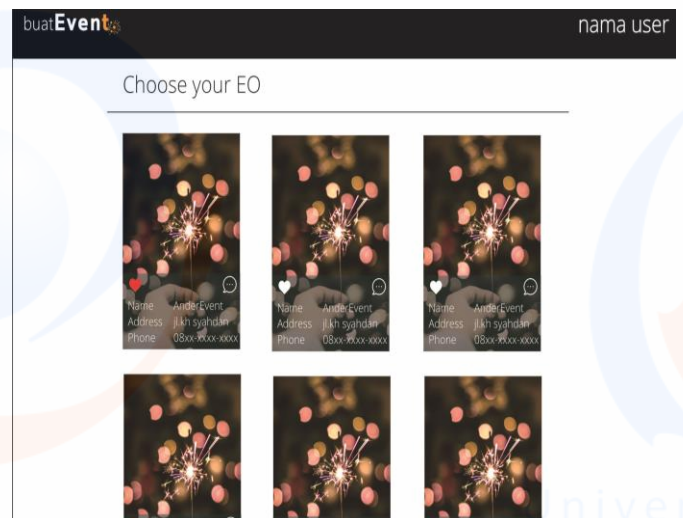 buatEvent
nama user
Choose your EO
Name AnderEvent
Address jl.kh syahdan
Phone 08xx-xxxx-xxxx
Name AnderEvent
Address jl.kh syahdan
Phone 08xx-xxxx-xxxx
Name AnderEvent
Address jl.kh syahdan
Phone 08xx-xxxx-xxxx